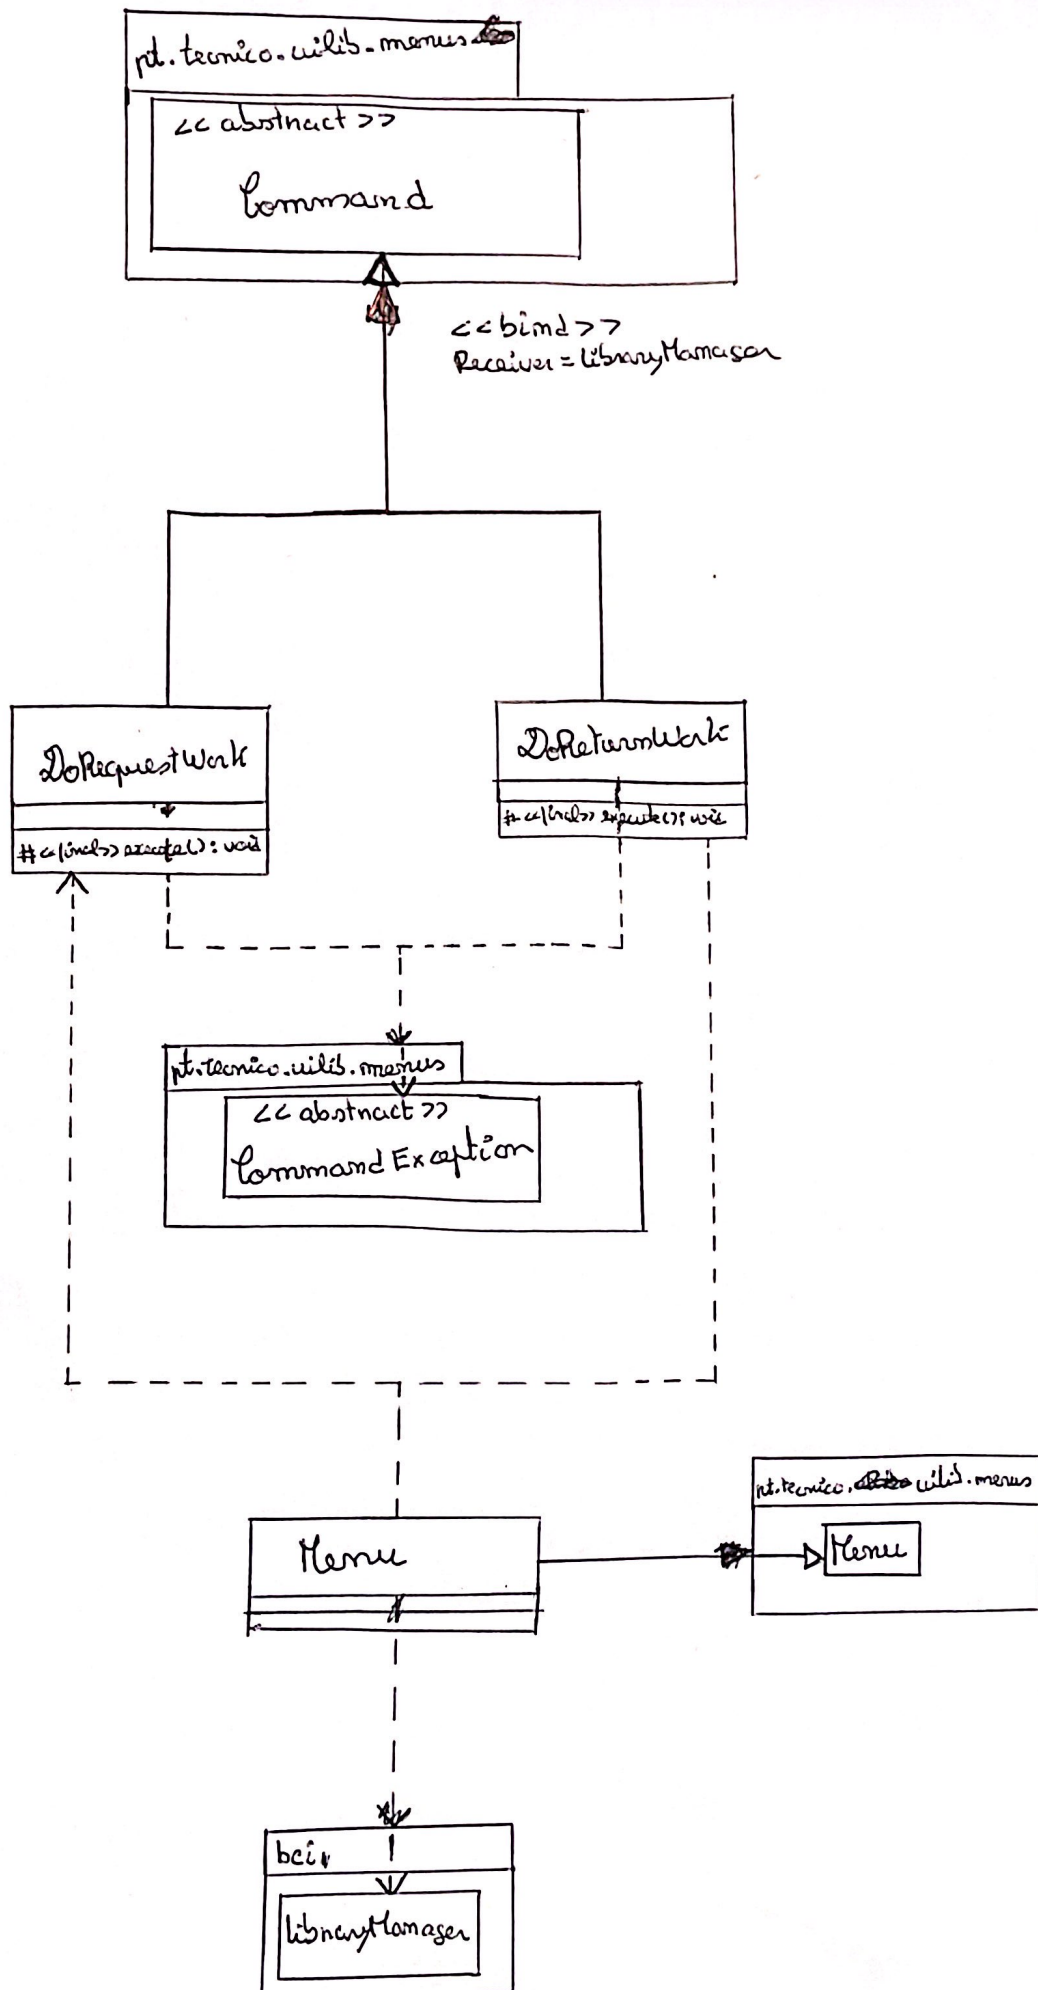 pt.tecnico.uilib.menus
<<abstract>>
Command
<<bind>>
Receiver=LibraryManager
DoRequestWork
#<<final>> execute(): void
DoReturnWork
#<<final>> execute(): void
pt.tecnico.uilib.menus
<<abstract>>
CommandException
Menu
pt.tecnico. uilib.menus
Menu
bci
LibraryManager